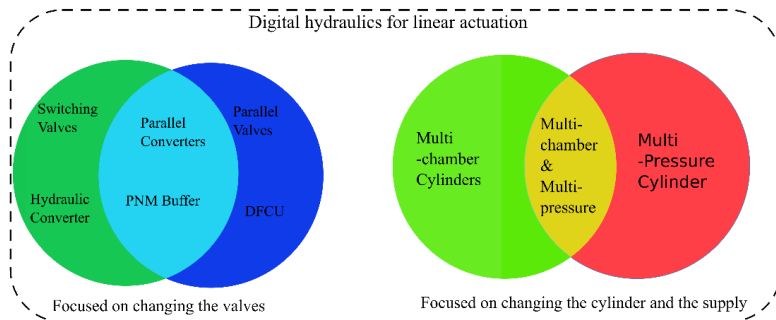 Digital hydraulics for linear actuation
Switching
Valves
Hydraulic
Converter
Parallel
Converters
PNM Buffer
Parallel
Valves
DFCU
Focused on changing the valves
Multi
-chamber
Cylinders
Multi-
chamber
&
Multi-
pressure
Multi
-Pressure
Cylinder
Focused on changing the cylinder and the supply